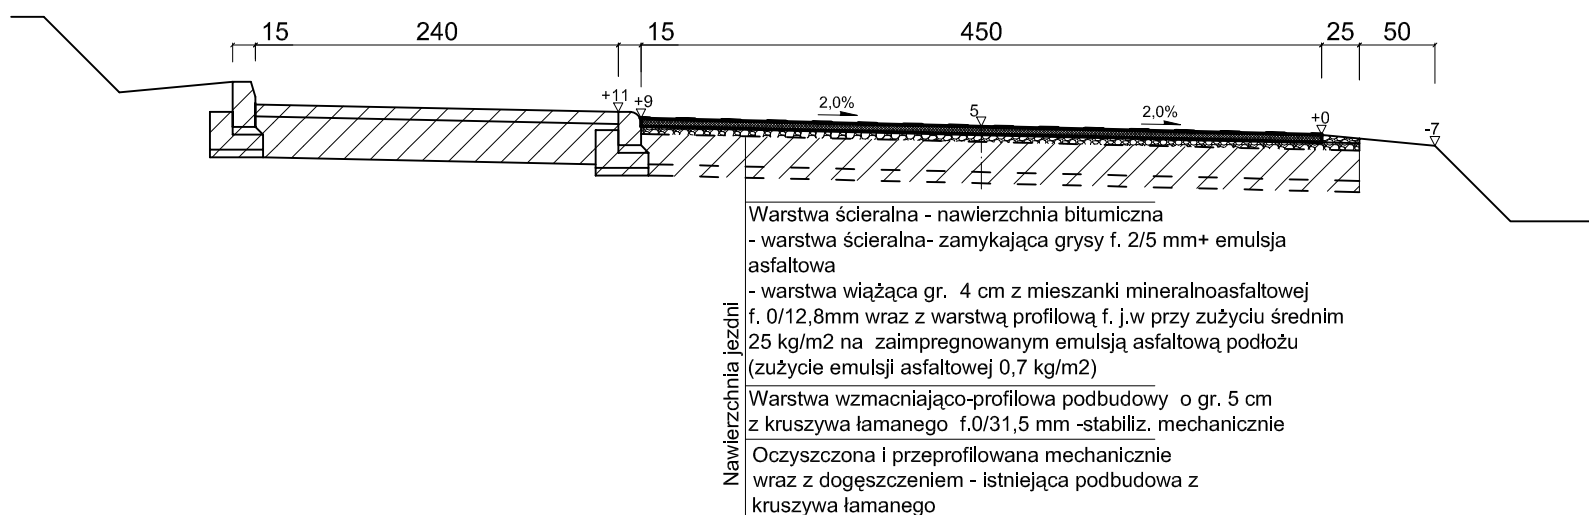 15 240 15 450 25 50
+11 +9 2,0% 5 2,0% +0 -7
Nawierzchnia jezdni
Warstwa ścieralna - nawierzchnia bitumiczna
- warstwa ścieralna- zamykająca grysy f. 2/5 mm+ emulsja
asfaltowa
- warstwa wiążąca gr. 4 cm z mieszanki mineralnoasfaltowej
f. 0/12,8mm wraz z warstwą profilową f. j.w przy zużyciu średnim
25 kg/m2 na zaimpregnowanym emulsją asfaltową podłożu
(zużycie emulsji asfaltowej 0,7 kg/m2)
Warstwa wzmacniająco-profilowa podbudowy o gr. 5 cm
z kruszywa łamanego f.0/31,5 mm -stabiliz. mechanicznie
Oczyszczona i przeprofilowana mechanicznie
wraz z dogęszczeniem - istniejąca podbudowa z
kruszywa łamanego